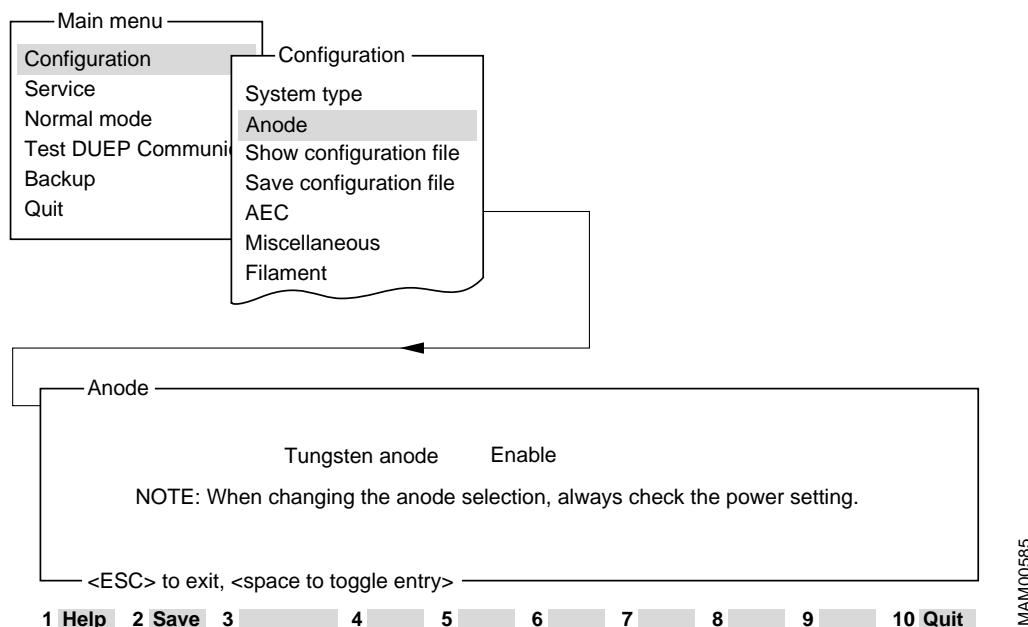 Main menu
Configuration
Service
Normal mode
Test DUEP Communi
Backup
Quit
Configuration
System type
Anode
Show configuration file
Save configuration file
AEC
Miscellaneous
Filament
Anode
Tungsten anode Enable
NOTE: When changing the anode selection, always check the power setting.
<ESC> to exit, <space to toggle entry>
1 Help 2 Save 3 4 5 6 7 8 9 10 Quit
MAM00585